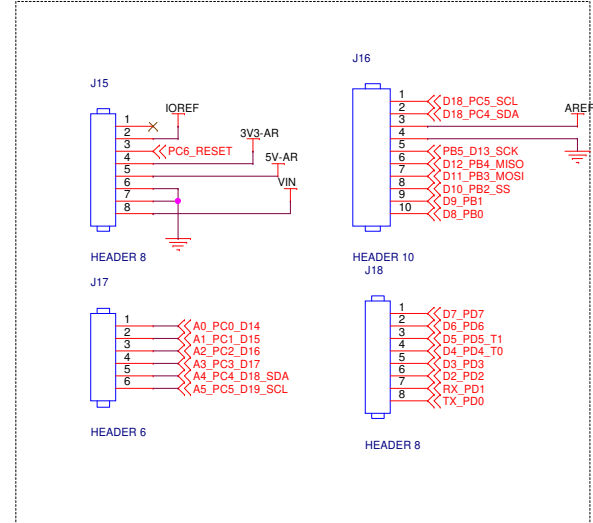 J15
1
IOREF
2
3
PC6_RESET
3V3-AR
4
5V-AR
5
VIN
6
7
8
HEADER 8
J16
1
D18_PC5_SCL
2
D18_PC4_SDA
3
AREF
4
5
PB5_D13_SCK
6
D12_PB4_MISO
7
D11_PB3_MOSI
8
D10_PB2_SS
9
D9_PB1
10
D8_PB0
HEADER 10
J17
1
A0_PC0_D14
2
A1_PC1_D15
3
A2_PC2_D16
4
A3_PC3_D17
5
A4_PC4_D18_SDA
6
A5_PC5_D19_SCL
HEADER 6
J18
1
D7_PD7
2
D6_PD6
3
D5_PD5_T1
4
D4_PD4_T0
5
D3_PD3
6
D2_PD2
7
RX_PD1
8
TX_PD0
HEADER 8